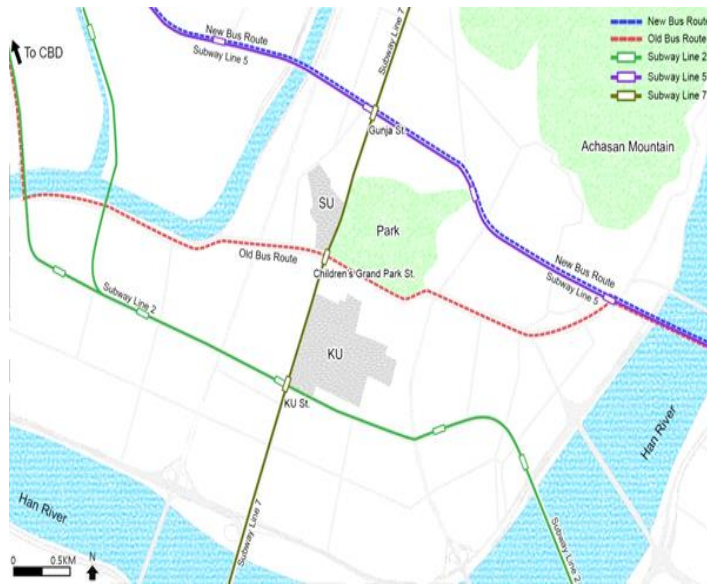 To CBD
New Bus Route
Subway Line 5
Subway Line 7
New Bus Route
Old Bus Route
Subway Line 2
Subway Line 5
Subway Line 7
Gunja St.
Achasan Mountain
SU
Park
Old Bus Route
Children's Grand Park St.
New Bus Route
Subway Line 5
Subway Line 2
KU
KU St.
Han River
Han River
Subway Line 7
Subway Line 2
0 0.5KM N